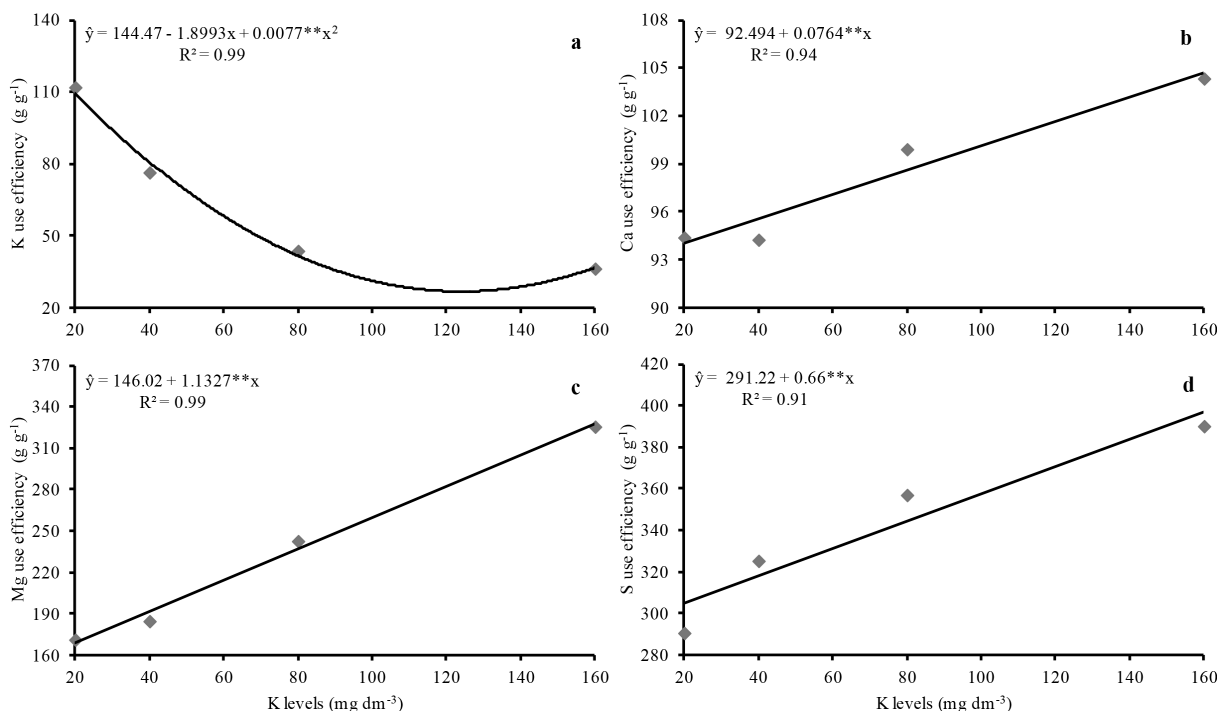 ŷ = 144.47 - 1.8993x + 0.0077**x²
R² = 0.99
a
K use efficiency (g g⁻¹)
140
110
80
50
20
20 40 60 80 100 120 140 160
ŷ = 92.494 + 0.0764**x
R² = 0.94
b
Ca use efficiency (g g⁻¹)
108
105
102
99
96
93
90
20 40 60 80 100 120 140 160
ŷ = 146.02 + 1.1327**x
R² = 0.99
c
Mg use efficiency (g g⁻¹)
370
340
310
280
250
220
190
160
20 40 60 80 100 120 140 160
K levels (mg dm⁻³)
ŷ = 291.22 + 0.66**x
R² = 0.91
d
S use efficiency (g g⁻¹)
420
400
380
360
340
320
300
280
20 40 60 80 100 120 140 160
K levels (mg dm⁻³)